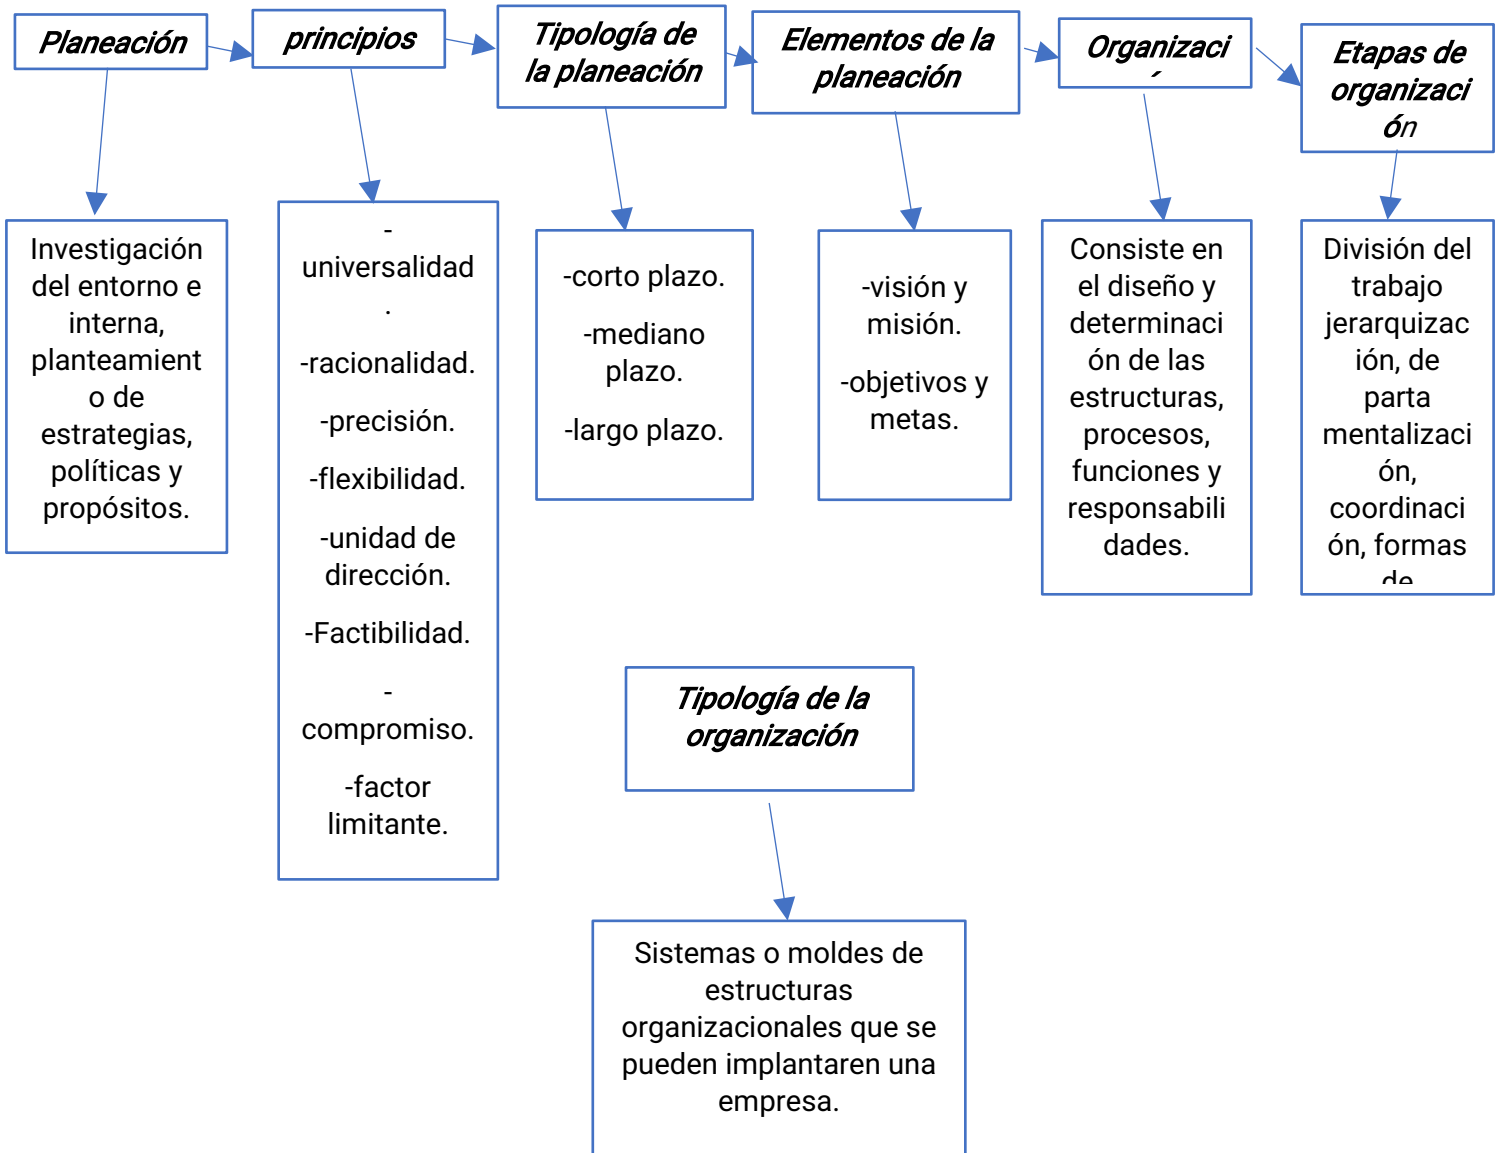 Planeación
principios
Tipología de
la planeación
Elementos de la
planeación
Organizaci
Etapas de
organizaci
ón
Investigación
del entorno e
interna,
planteamient
o de
estrategias,
políticas y
propósitos.
-
universalidad
.
-racionalidad.
-precisión.
-flexibilidad.
-unidad de
dirección.
-Factibilidad.
-
compromiso.
-factor
limitante.
-corto plazo.
-mediano
plazo.
-largo plazo.
-visión y
misión.
-objetivos y
metas.
Consiste en
el diseño y
determinaci
ón de las
estructuras,
procesos,
funciones y
responsabili
dades.
División del
trabajo
jerarquizac
ión, de
parta
mentalizaci
ón,
coordinaci
ón, formas
de
Tipología de la
organización
Sistemas o moldes de
estructuras
organizacionales que se
pueden implantaren una
empresa.